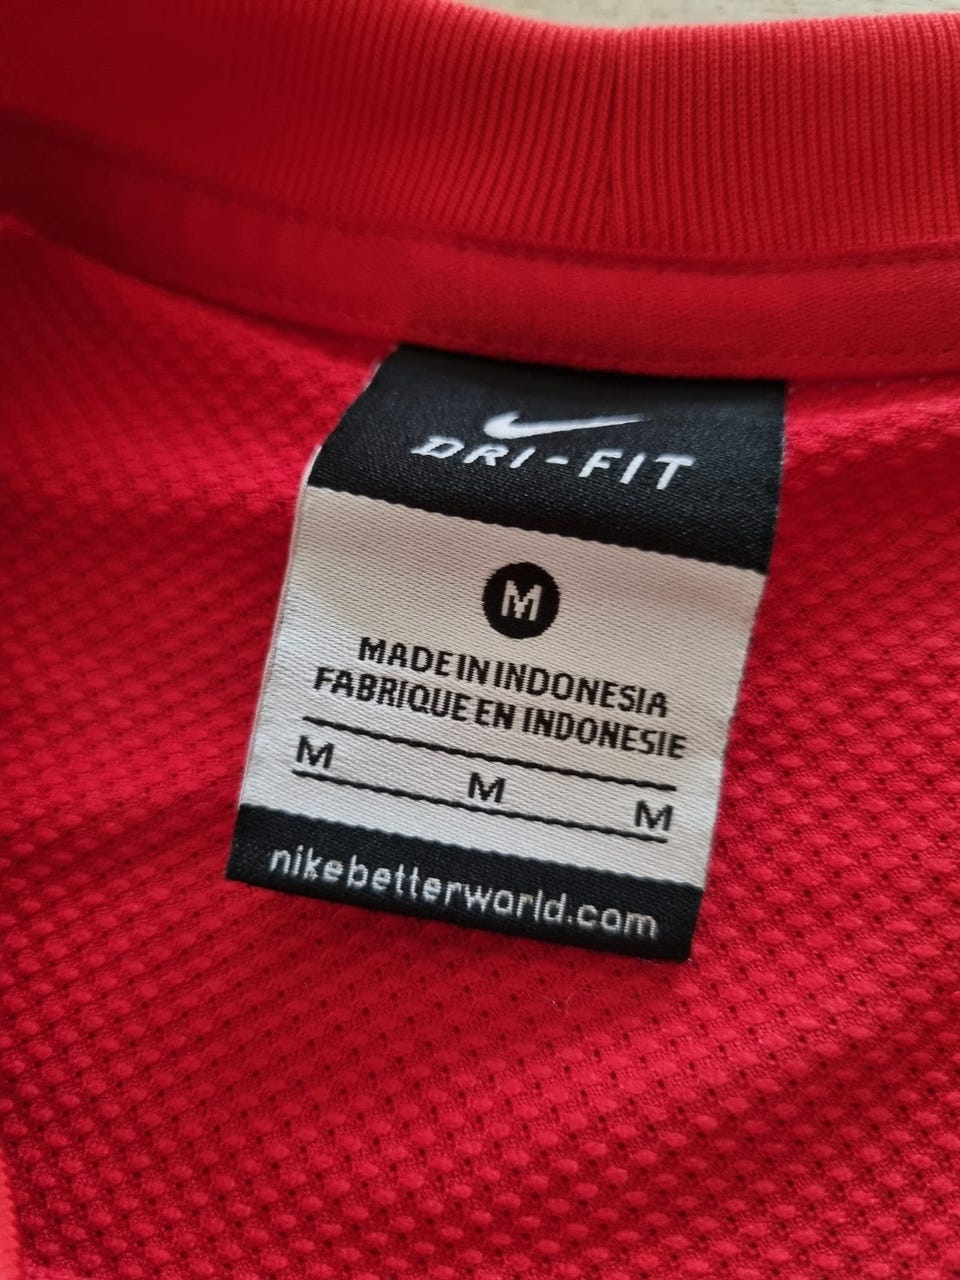 DRI-FIT
M
MADE IN INDONESIA
FABRIQUE EN INDONESIE
M M M
nikebetterworld.com